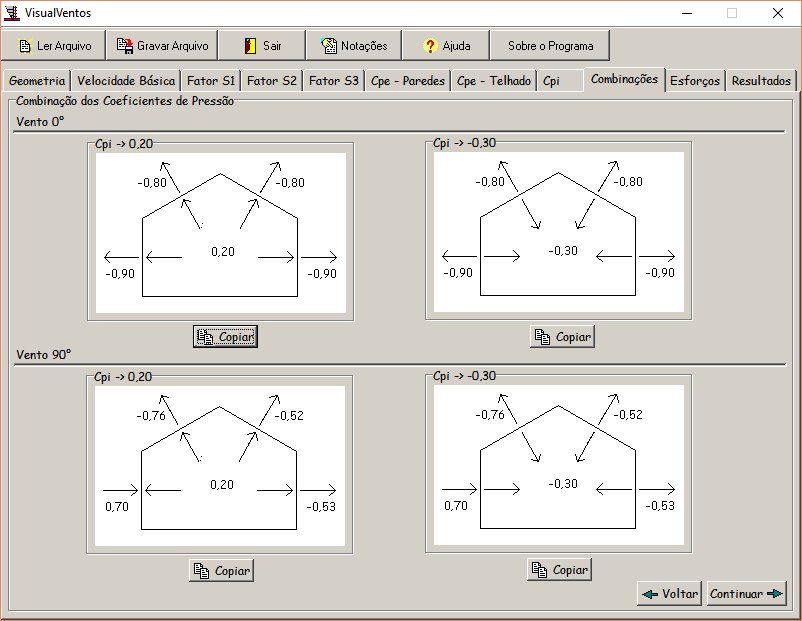 VisualVentos
Ler Arquivo Gravar Arquivo Sair Notações Ajuda Sobre o Programa
Geometria Velocidade Básica Fator S1 Fator S2 Fator S3 Cpe - Paredes Cpe - Telhado Cpi Combinações Esforços Resultados
Combinação dos Coeficientes de Pressão
Vento 0°
Cpi -> 0,20
-0,80 -0,80
0,20
-0,90 -0,90
Copiar
Cpi -> -0,30
-0,80 -0,80
-0,30
-0,90 -0,90
Copiar
Vento 90°
Cpi -> 0,20
-0,76 -0,52
0,20
0,70 -0,53
Copiar
Cpi -> -0,30
-0,76 -0,52
-0,30
0,70 -0,53
Copiar
Voltar Continuar